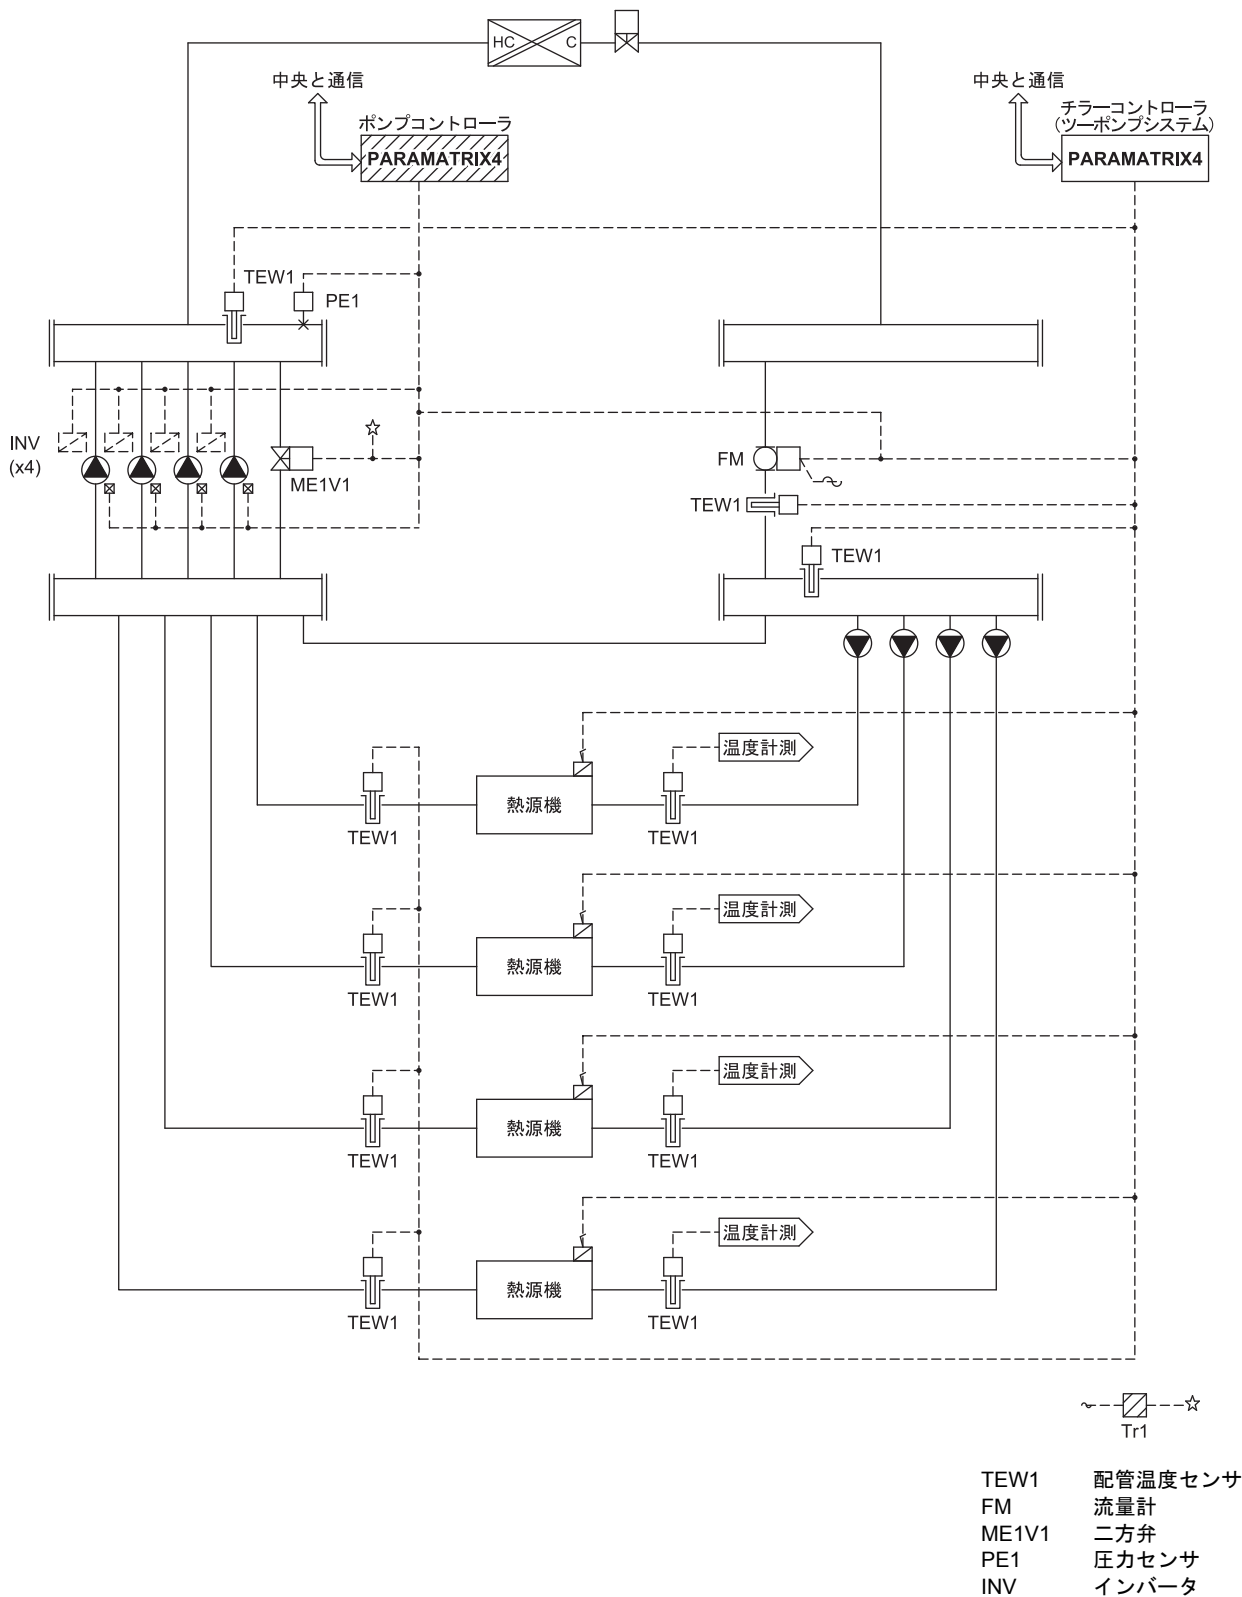 HC
C
中央と通信
ポンプコントローラ
PARAMATRIX4
中央と通信
チラーコントローラ
(ツーポンプシステム)
PARAMATRIX4
TEW1
PE1
INV
(x4)
ME1V1
FM
TEW1
TEW1
温度計測
熱源機
TEW1
TEW1
温度計測
熱源機
TEW1
TEW1
温度計測
熱源機
TEW1
TEW1
温度計測
熱源機
TEW1
TEW1
Tr1
TEW1 配管温度センサ
FM 流量計
ME1V1 二方弁
PE1 圧力センサ
INV インバータ